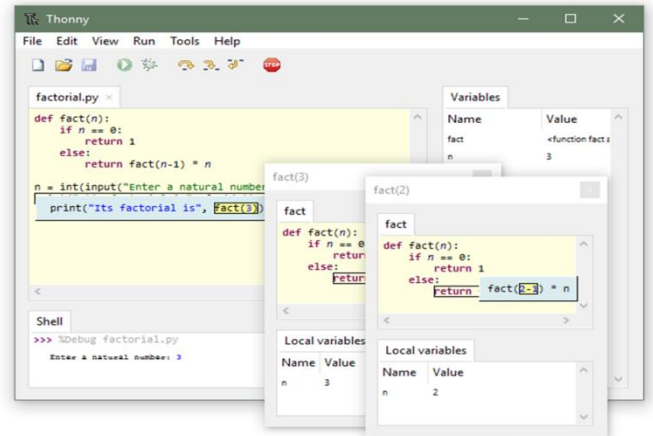 Thonny
File Edit View Run Tools Help
STOP
factorial.py ×
def fact(n):
if n == 0:
return 1
else:
return fact(n-1) * n
n = int(input("Enter a natural number
print("Its factorial is", fact(3))
Shell
>>> %Debug factorial.py
Enter a natural number: 3
Variables
Name Value
fact <function fact a
n 3
fact(3)
fact
def fact(n):
if n == 0
retur
else:
retur
Local variables
Name Value
n 3
fact(2)
fact
def fact(n):
if n == 0:
return 1
else:
return fact(2-1) * n
Local variables
Name Value
n 2